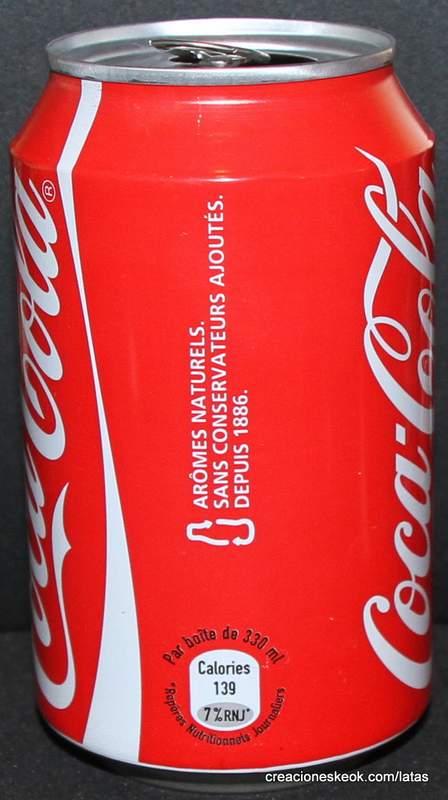 Coca-Cola®
ARÔMES NATURELS.
SANS CONSERVATEURS AJOUTÉS.
DEPUIS 1886.
Coca-Cola
Par boîte de 330 ml
Calories
139
7%RNJ*
*Repères Nutritionnels Journaliers
creacioneskeok.com/latas